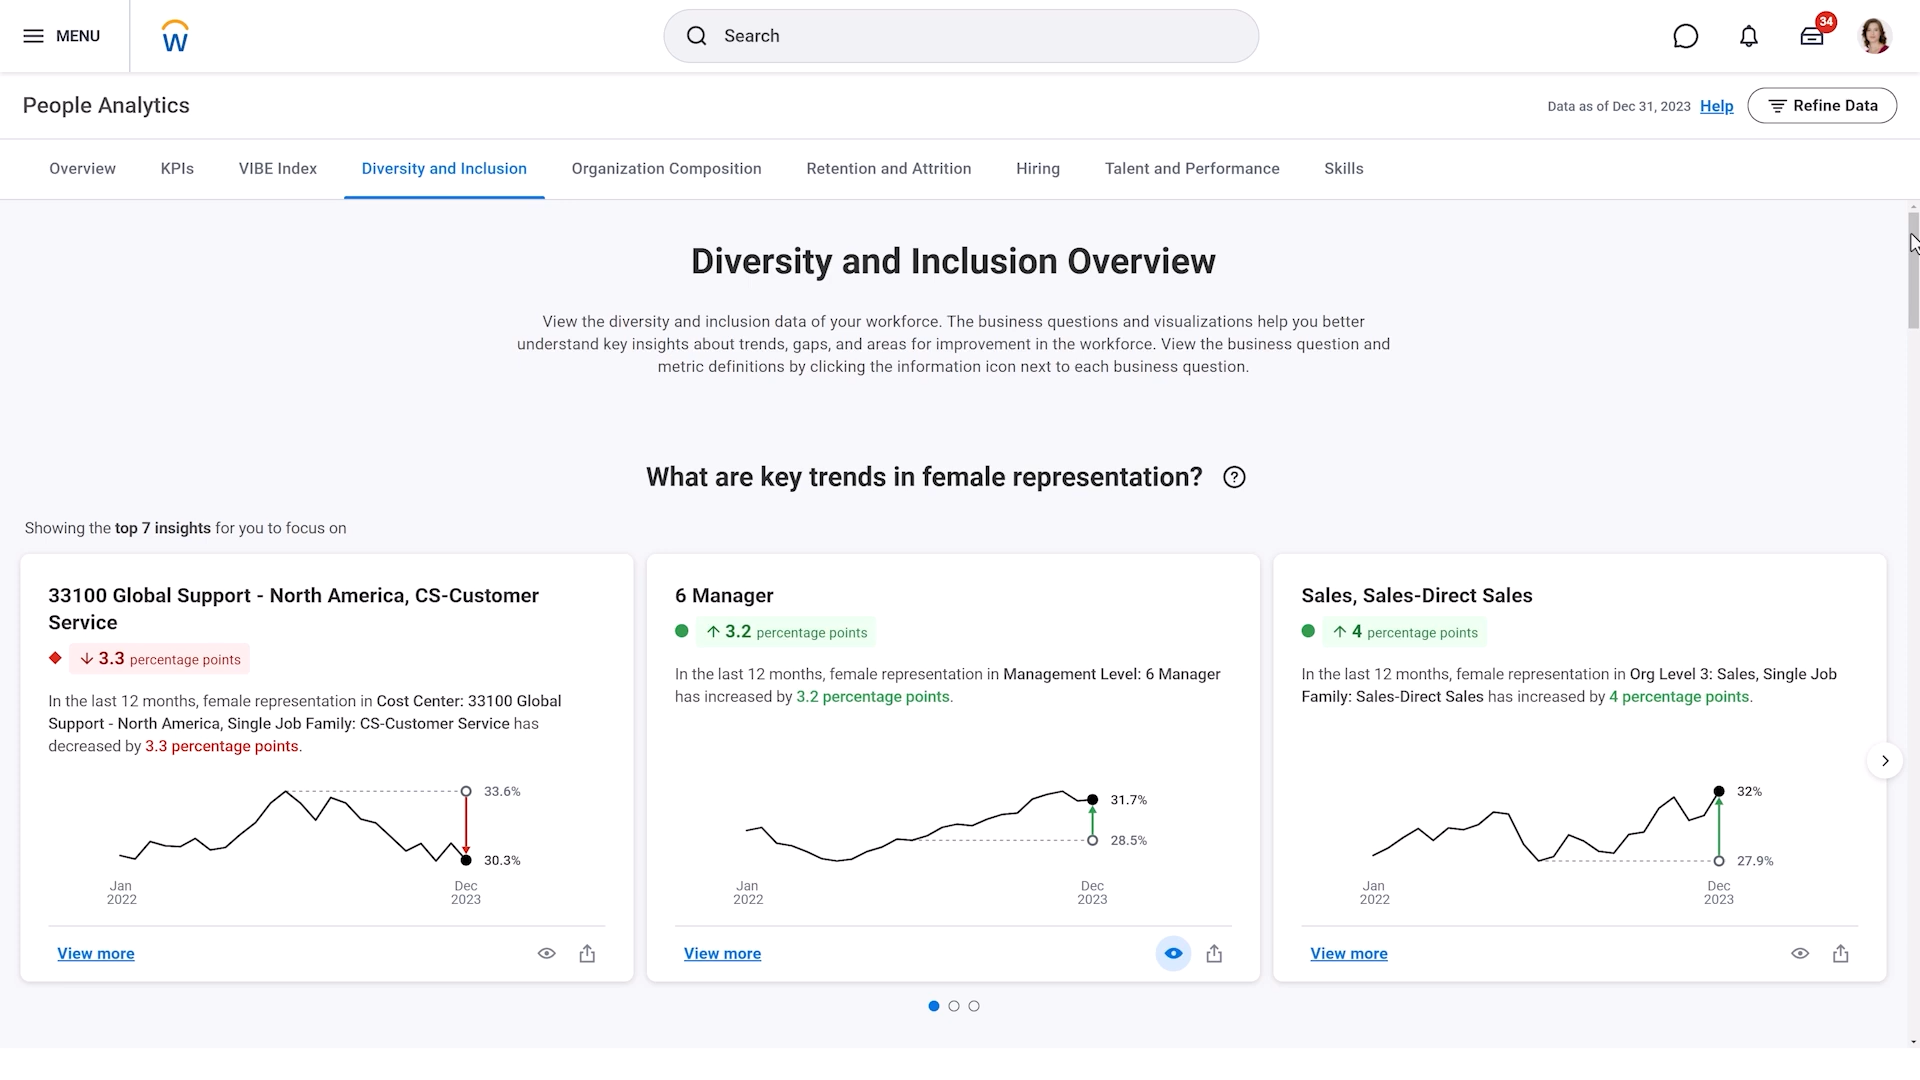 MENU
W
Search
34
People Analytics
Data as of Dec 31, 2023 Help Refine Data
Overview KPIs VIBE Index Diversity and Inclusion Organization Composition Retention and Attrition Hiring Talent and Performance Skills
Diversity and Inclusion Overview
View the diversity and inclusion data of your workforce. The business questions and visualizations help you better
understand key insights about trends, gaps, and areas for improvement in the workforce. View the business question and
metric definitions by clicking the information icon next to each business question.
What are key trends in female representation? ?
Showing the top 7 insights for you to focus on
33100 Global Support - North America, CS-Customer
Service
↓ 3.3 percentage points
In the last 12 months, female representation in Cost Center: 33100 Global
Support - North America, Single Job Family: CS-Customer Service has
decreased by 3.3 percentage points.
33.6%
30.3%
Jan
2022
Dec
2023
View more
6 Manager
↑ 3.2 percentage points
In the last 12 months, female representation in Management Level: 6 Manager
has increased by 3.2 percentage points.
31.7%
28.5%
Jan
2022
Dec
2023
View more
Sales, Sales-Direct Sales
↑ 4 percentage points
In the last 12 months, female representation in Org Level 3: Sales, Single Job
Family: Sales-Direct Sales has increased by 4 percentage points.
32%
27.9%
Jan
2022
Dec
2023
View more